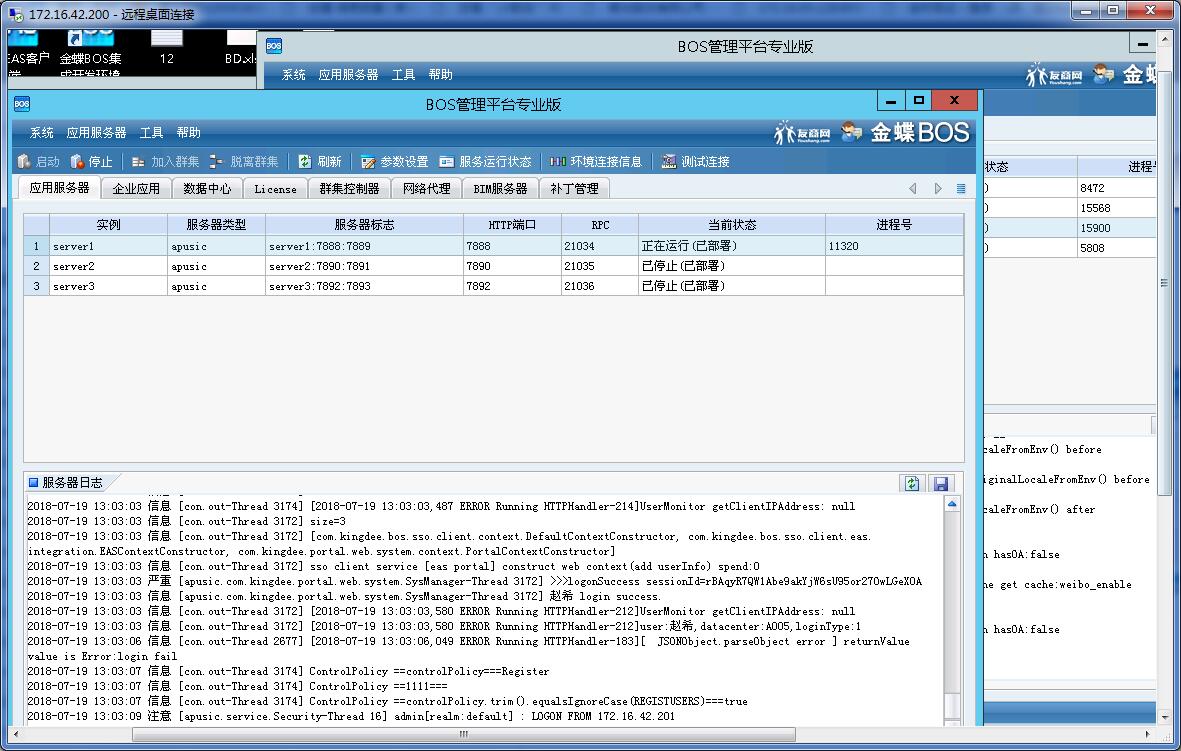 172.16.42.200 - 远程桌面连接
EAS客户端
金蝶BOS集成开发环境
12
BD.xls
BOS
BOS管理平台专业版
系统 应用服务器 工具 帮助
友商网
Youshang.com
BOS
BOS管理平台专业版
系统 应用服务器 工具 帮助
友商网
Youshang.com
金蝶BOS
启动 停止 加入群集 脱离群集 刷新 参数设置 服务运行状态 环境连接信息 测试连接
应用服务器 企业应用 数据中心 License 群集控制器 网络代理 BIM服务器 补丁管理
实例 服务器类型 服务器标志 HTTP端口 RPC 当前状态 进程号
1 server1 apusic server1:7888:7889 7888 21034 正在运行(已部署) 11320
2 server2 apusic server2:7890:7891 7890 21035 已停止(已部署)
3 server3 apusic server3:7892:7893 7892 21036 已停止(已部署)
状态 进程号
8472
15568
15900
5808
服务器日志
2018-07-19 13:03:03 信息 [con.out-Thread 3174] [2018-07-19 13:03:03,487 ERROR Running HTTPHandler-214]UserMonitor getClientIPAddress: null
2018-07-19 13:03:03 信息 [con.out-Thread 3172] size=3
2018-07-19 13:03:03 信息 [con.out-Thread 3172] [com.kingdee.bos.sso.client.context.DefaultContextConstructor, com.kingdee.bos.sso.client.eas.
integration.EASContextConstructor, com.kingdee.portal.web.system.context.PortalContextConstructor]
2018-07-19 13:03:03 信息 [con.out-Thread 3172] sso client service [eas portal] construct web context(add userInfo) spend:0
2018-07-19 13:03:03 严重 [apusic.com.kingdee.portal.web.system.SysManager-Thread 3172] >>>logonSuccess sessionId=rBAqyR7QW1Abe9akYjW6sU95or27OwLGeXOA
2018-07-19 13:03:03 信息 [apusic.com.kingdee.portal.web.system.SysManager-Thread 3172] 赵希 login success.
2018-07-19 13:03:03 信息 [con.out-Thread 3172] [2018-07-19 13:03:03,580 ERROR Running HTTPHandler-212]UserMonitor getClientIPAddress: null
2018-07-19 13:03:03 信息 [con.out-Thread 3172] [2018-07-19 13:03:03,580 ERROR Running HTTPHandler-212]user:赵希,datacenter:A005,loginType:1
2018-07-19 13:03:06 信息 [con.out-Thread 2677] [2018-07-19 13:03:06,049 ERROR Running HTTPHandler-183][ JSONObject.parseObject error ] returnValue
value is Error:login fail
2018-07-19 13:03:07 信息 [con.out-Thread 3174] ControlPolicy ==controlPolicy===Register
2018-07-19 13:03:07 信息 [con.out-Thread 3174] ControlPolicy ==1111===
2018-07-19 13:03:07 信息 [con.out-Thread 3174] ControlPolicy ==controlPolicy.trim().equalsIgnoreCase(REGISTUSERS)===true
2018-07-19 13:03:09 注意 [apusic.service.Security-Thread 16] admin[realm:default] : LOGON FROM 172.16.42.201
caleFromEnv() before
iginalLocaleFromEnv() before
caleFromEnv() after
n hasOA:false
ne get cache:weibo_enable
n hasOA:false